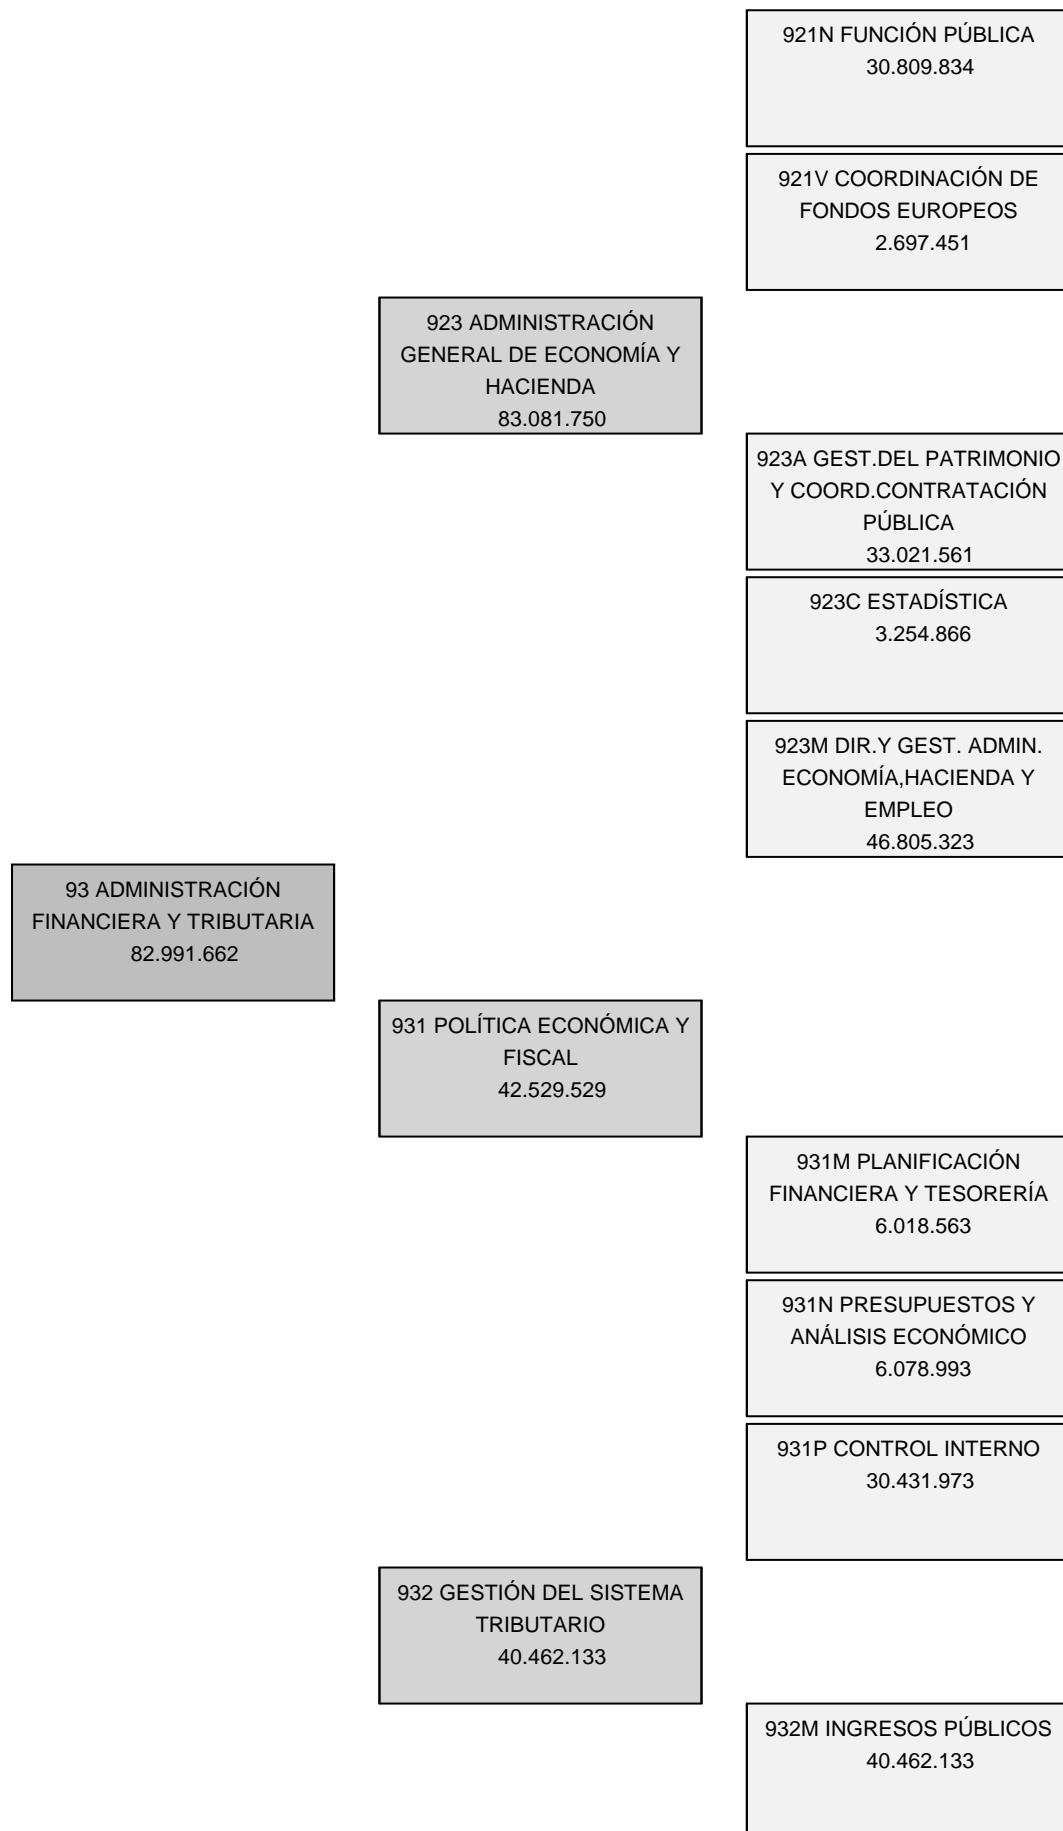 921N FUNCIÓN PÚBLICA
30.809.834
921V COORDINACIÓN DE
FONDOS EUROPEOS
2.697.451
923 ADMINISTRACIÓN
GENERAL DE ECONOMÍA Y
HACIENDA
83.081.750
923A GEST.DEL PATRIMONIO
Y COORD.CONTRATACIÓN
PÚBLICA
33.021.561
923C ESTADÍSTICA
3.254.866
923M DIR.Y GEST. ADMIN.
ECONOMÍA,HACIENDA Y
EMPLEO
46.805.323
93 ADMINISTRACIÓN
FINANCIERA Y TRIBUTARIA
82.991.662
931 POLÍTICA ECONÓMICA Y
FISCAL
42.529.529
931M PLANIFICACIÓN
FINANCIERA Y TESORERÍA
6.018.563
931N PRESUPUESTOS Y
ANÁLISIS ECONÓMICO
6.078.993
931P CONTROL INTERNO
30.431.973
932 GESTIÓN DEL SISTEMA
TRIBUTARIO
40.462.133
932M INGRESOS PÚBLICOS
40.462.133